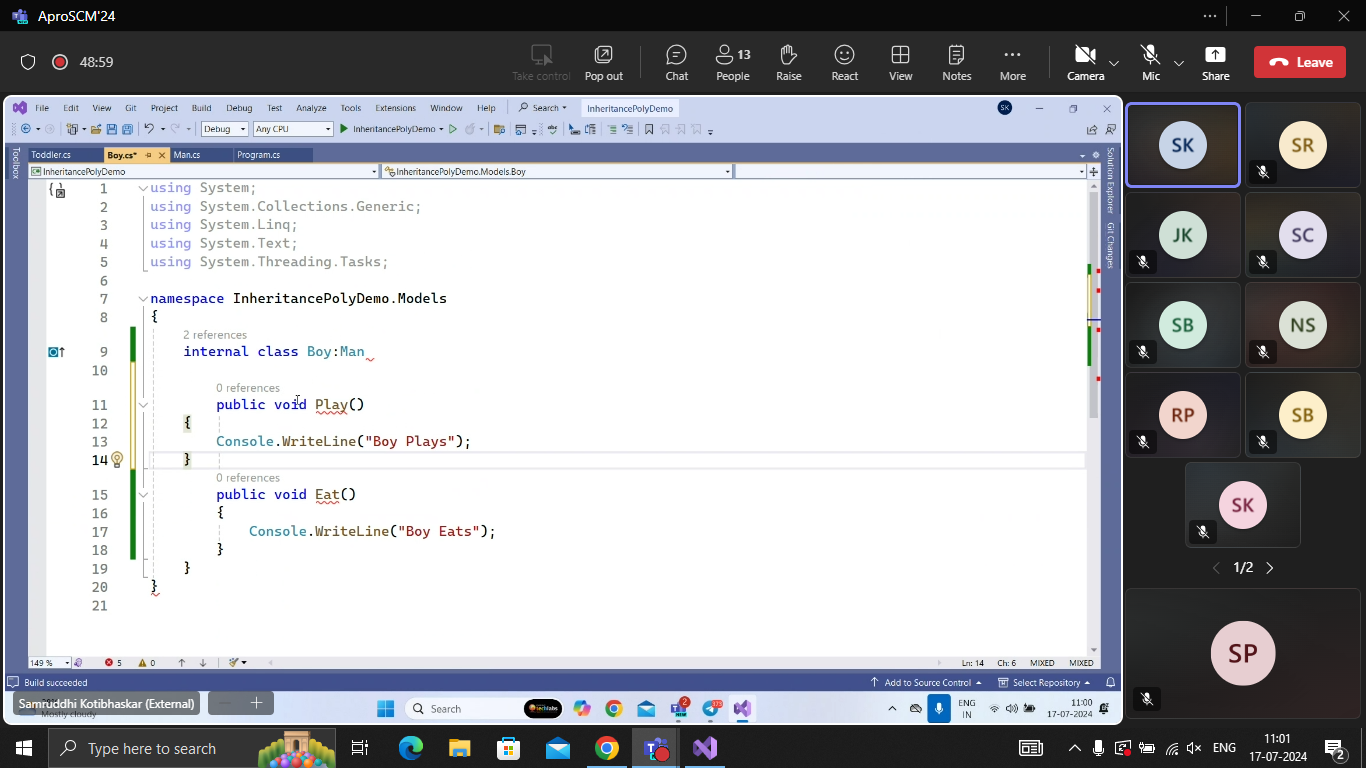 AproSCM'24
48:59
Take control
Pop out
Chat
13
People
Raise
React
View
Notes
More
Camera
Mic
Share
Leave
File Edit View Git Project Build Debug Test Analyze Tools Extensions Window Help Search InheritancePolyDemo SK
Debug Any CPU InheritancePolyDemo
Toolbox
Toddler.cs Boy.cs* Man.cs Program.cs
InheritancePolyDemo InheritancePolyDemo.Models.Boy
Solution Explorer Git Changes
1 using System;
2 using System.Collections.Generic;
3 using System.Linq;
4 using System.Text;
5 using System.Threading.Tasks;
6
7 namespace InheritancePolyDemo.Models
8 {
2 references
9 internal class Boy:Man
10
0 references
11 public void Play()
12 {
13 Console.WriteLine("Boy Plays");
14 }
0 references
15 public void Eat()
16 {
17 Console.WriteLine("Boy Eats");
18 }
19 }
20 }
21
149 % 5 0 Ln: 14 Ch: 6 MIXED MIXED
Build succeeded Add to Source Control Select Repository
Samruddhi Kotibhaskar (External)
Mostly cloudy
Search
techlabs
2
ENG
IN
11:00
17-07-2024
SK
SR
JK
SC
SB
NS
RP
SB
SK
1/2
SP
Type here to search
ENG
11:01
17-07-2024
2